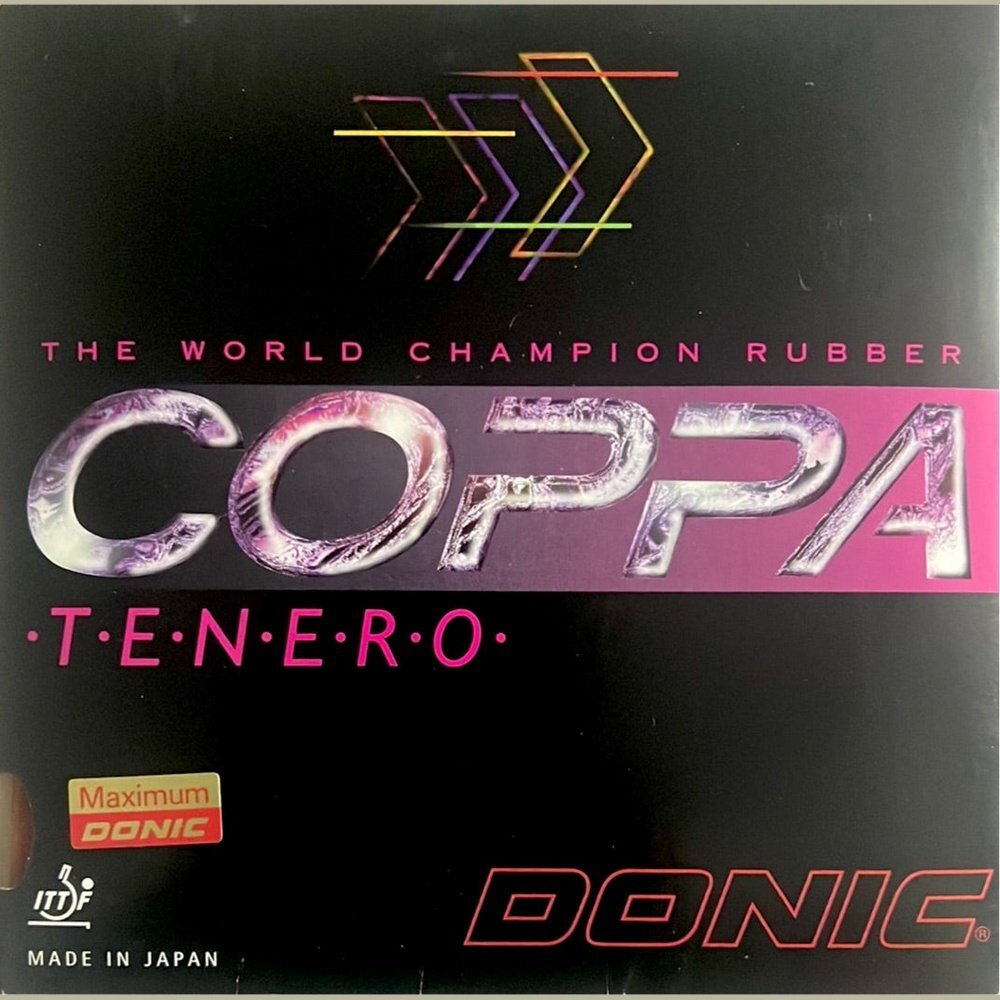 THE WORLD CHAMPION RUBBER
COPPA
·T·E·N·E·R·O·
Maximum
DONIC
ITTF
MADE IN JAPAN
DONIC®